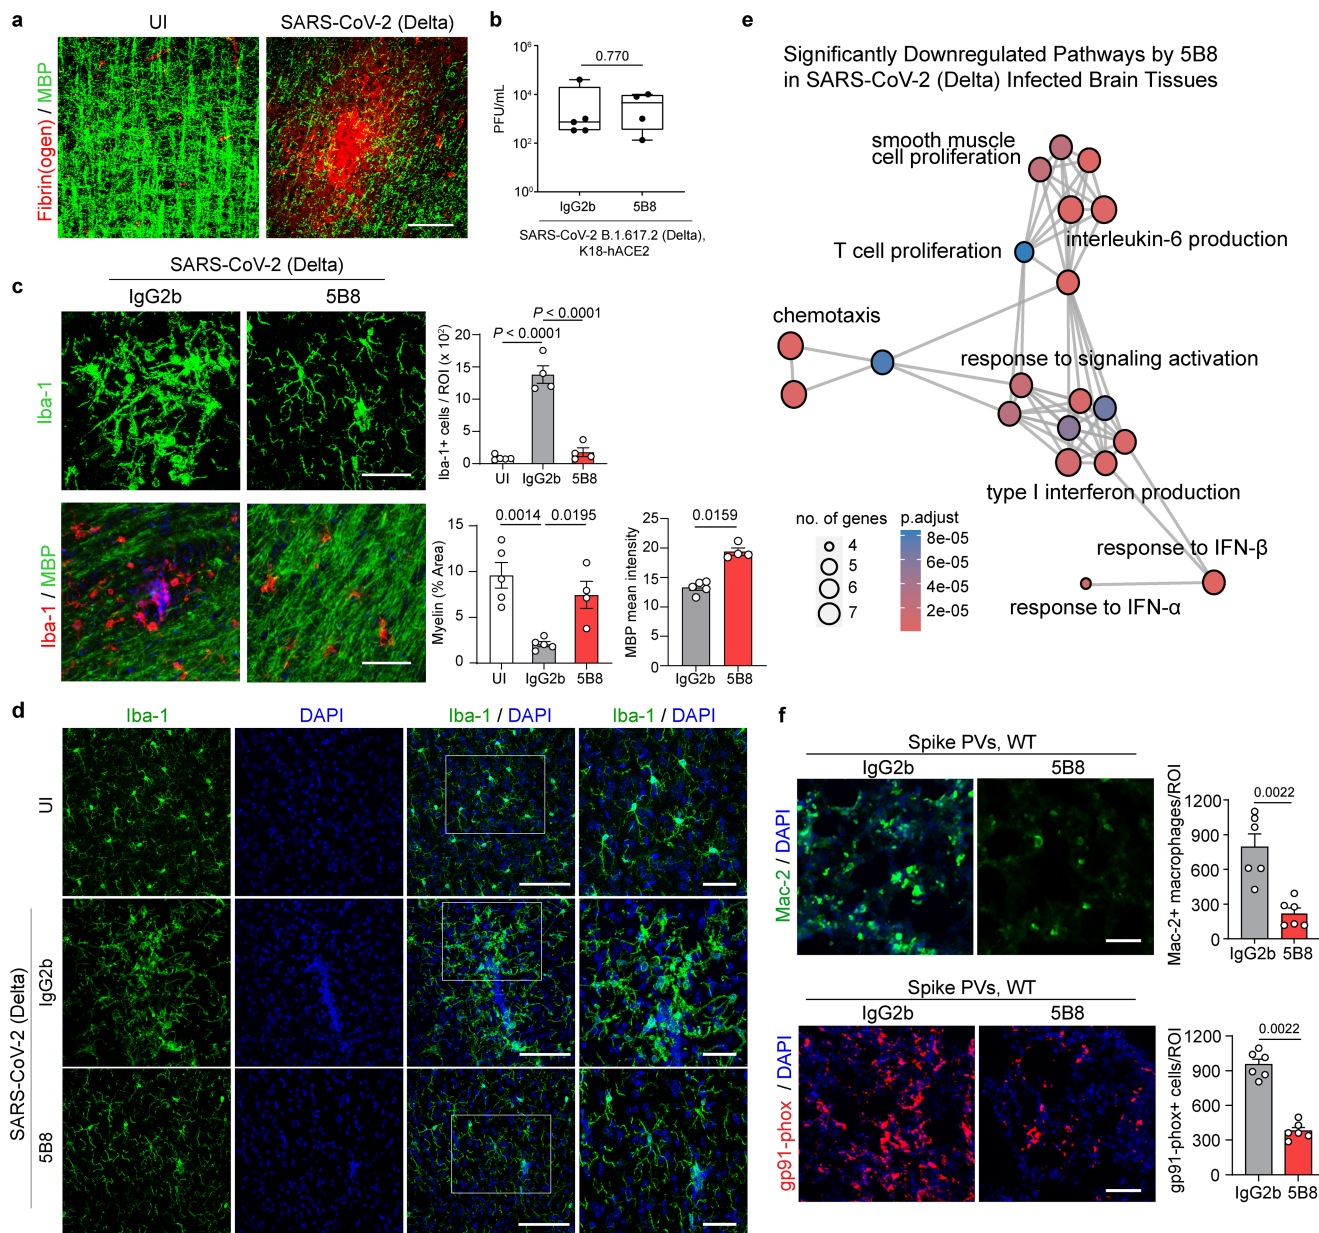 a
UI
SARS-CoV-2 (Delta)
Fibrin(ogen) / MBP
b
PFU/mL
10⁶
10⁴
10²
10⁰
0.770
IgG2b
5B8
SARS-CoV-2 B.1.617.2 (Delta),
K18-hACE2
c
SARS-CoV-2 (Delta)
IgG2b
5B8
Iba-1
Iba-1 / MBP
Iba-1+ cells / ROI (x 10²)
20
15
10
5
0
P < 0.0001
P < 0.0001
UI
IgG2b
5B8
Myelin (% Area)
15
10
5
0
0.0014
0.0195
UI
IgG2b
5B8
MBP mean intensity
25
20
15
10
5
0
0.0159
IgG2b
5B8
d
Iba-1
DAPI
Iba-1 / DAPI
Iba-1 / DAPI
UI
SARS-CoV-2 (Delta)
IgG2b
5B8
e
Significantly Downregulated Pathways by 5B8
in SARS-CoV-2 (Delta) Infected Brain Tissues
smooth muscle
cell proliferation
interleukin-6 production
T cell proliferation
chemotaxis
response to signaling activation
type I interferon production
response to IFN-β
response to IFN-α
no. of genes
4
5
6
7
p.adjust
8e-05
6e-05
4e-05
2e-05
f
Spike PVs, WT
IgG2b
5B8
Mac-2 / DAPI
Mac-2+ macrophages/ROI
1200
900
600
300
0
0.0022
IgG2b
5B8
Spike PVs, WT
IgG2b
5B8
gp91-phox / DAPI
gp91-phox+ cells/ROI
1200
900
600
300
0
0.0022
IgG2b
5B8